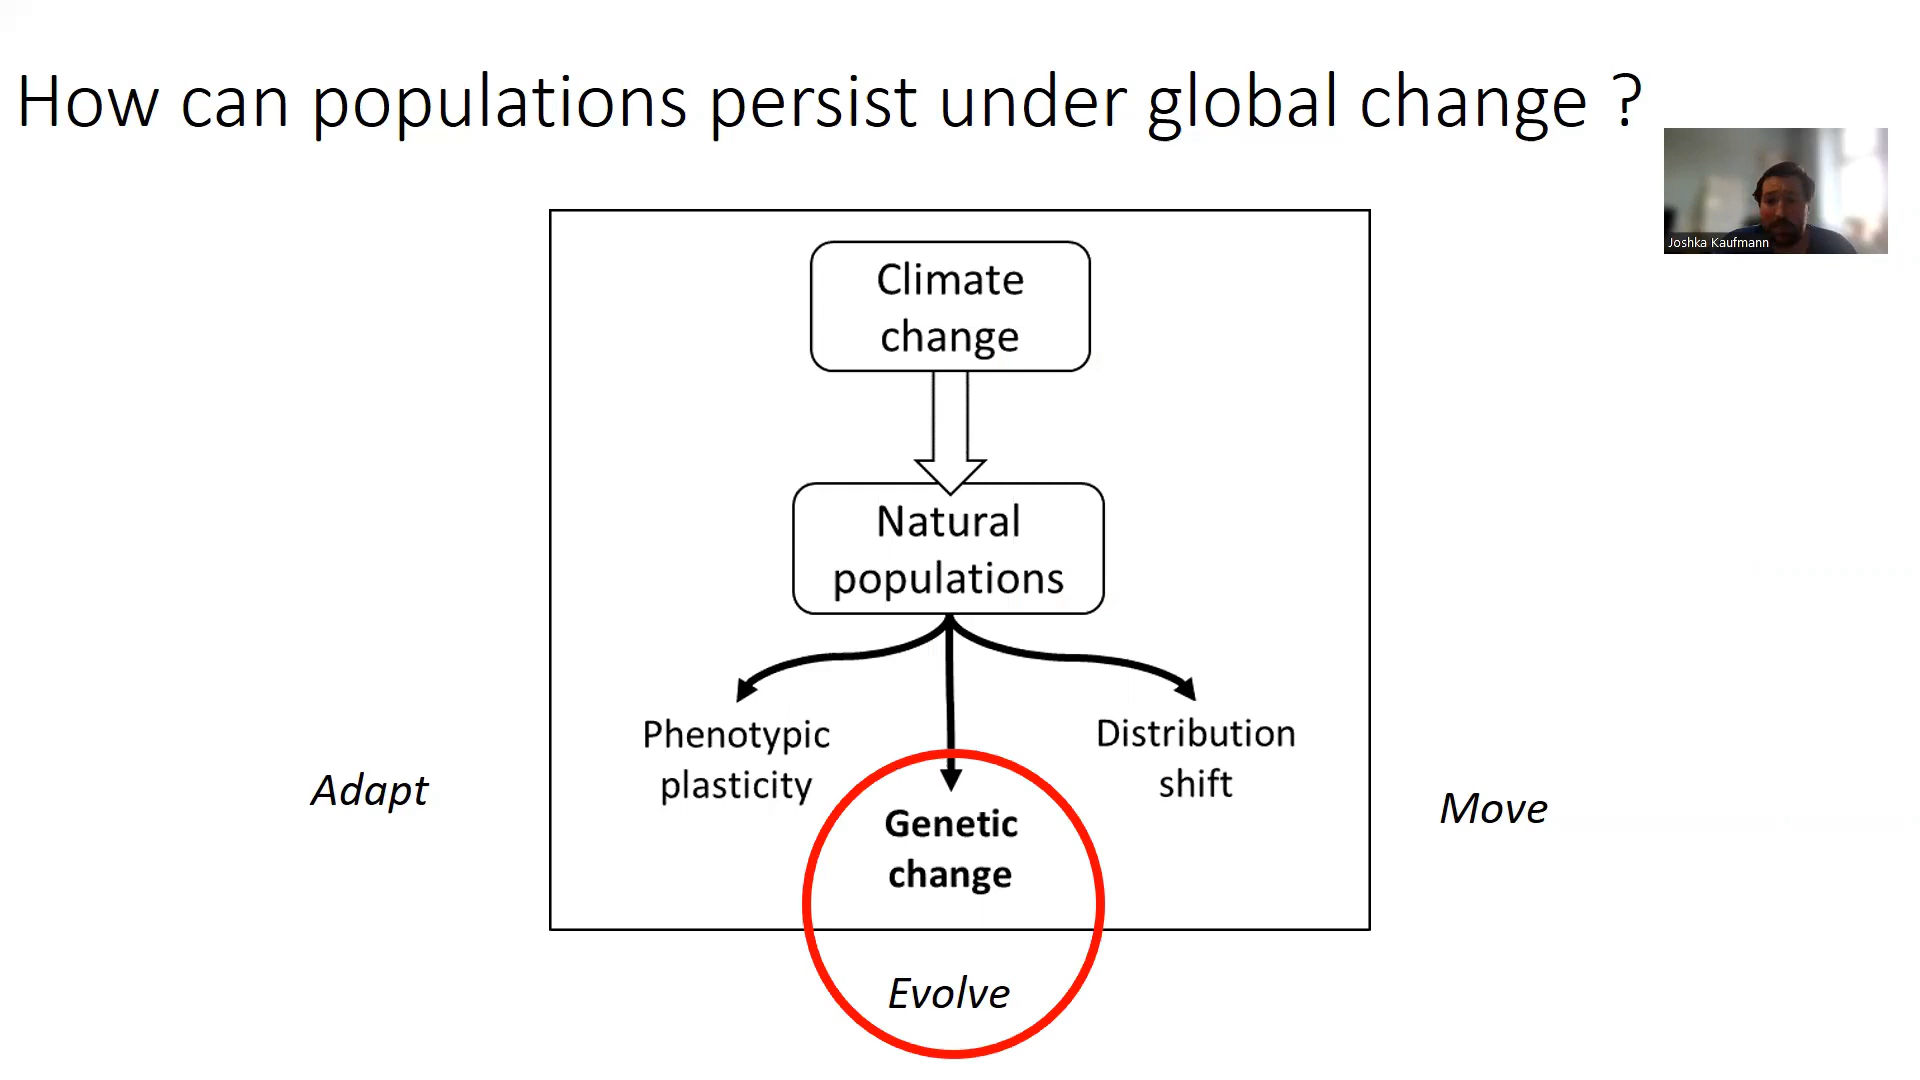 How can populations persist under global change ?
Joshka Kaufmann
Climate
change
Natural
populations
Phenotypic
plasticity
Distribution
shift
Genetic
change
Adapt
Move
Evolve